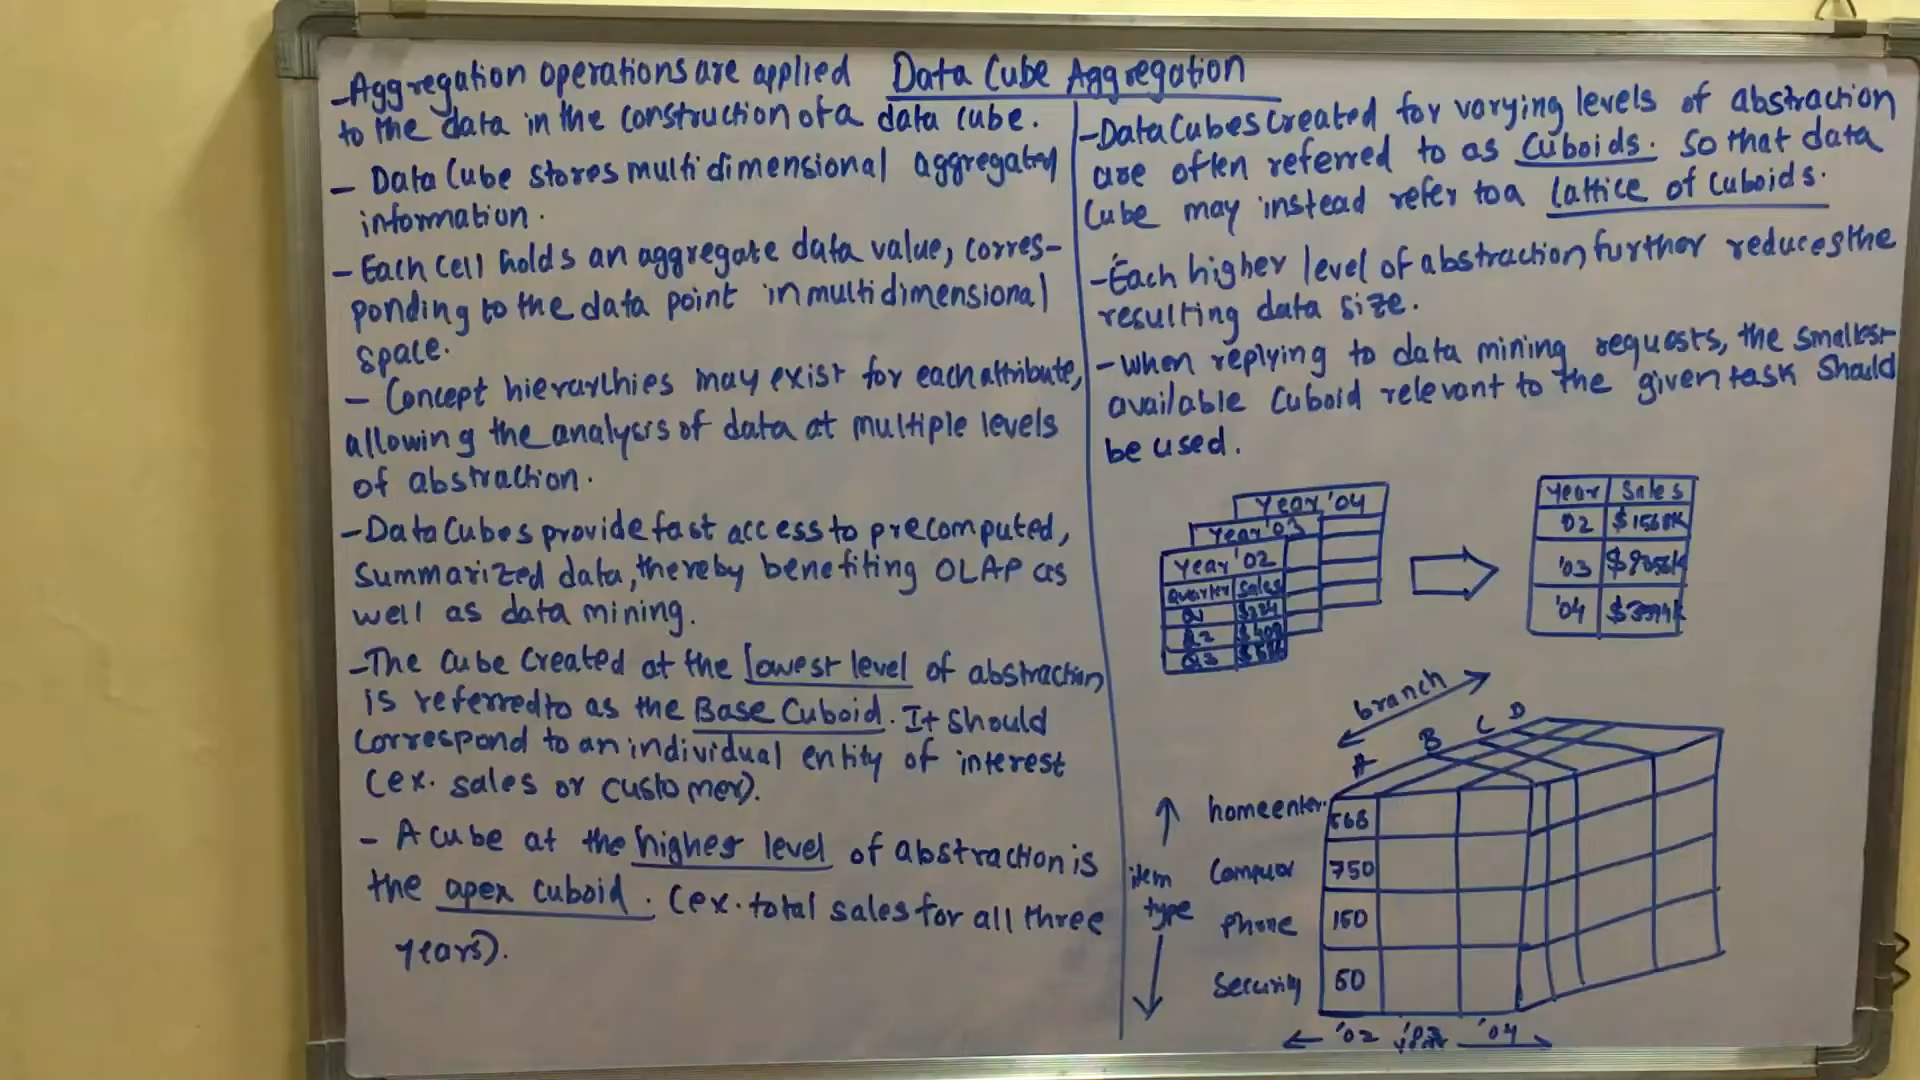 Data Cube Aggregation
-Aggregation operations are applied
to the data in the construction of a data cube.
- Data Cube stores multidimensional aggregated
information.
- Each cell holds an aggregate data value, corres-
ponding to the data point in multidimensional
space.
- Concept hierarchies may exist for each attribute,
allowing the analysis of data at multiple levels
of abstraction.
-Data Cubes provide fast access to precomputed,
summarized data, thereby benefiting OLAP as
well as data mining.
-The Cube Created at the lowest level of abstraction
is referred to as the Base Cuboid. It should
correspond to an individual entity of interest
(ex. sales or customer).
- A cube at the highest level of abstraction is
the apex cuboid. (ex. total sales for all three
years).
-Data Cubes created for varying levels of abstraction
are often referred to as Cuboids. So that data
Cube may instead refer to a lattice of cuboids.
-Each higher level of abstraction further reduces the
resulting data size.
-When replying to data mining requests, the smallest
available cuboid relevant to the given task should
be used.
Year '04
Year '03
Year '02
Quarter Sales
Q1 $224
Q2 $408
Q3
Year Sales
'02
'03
'04
branch
A B C D
item type
homeenter. 568
Compuor 750
Phone 150
Security 50
'02 '04